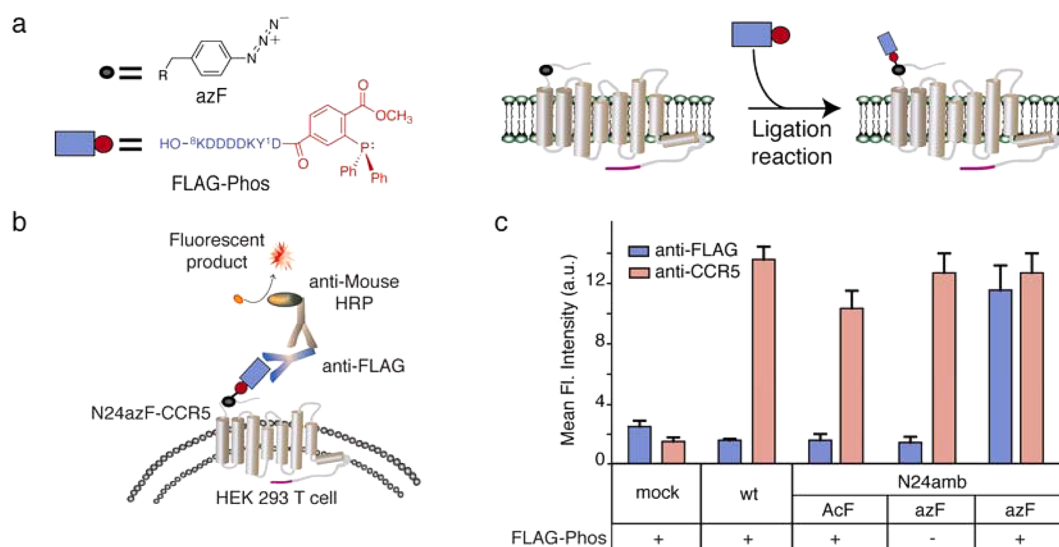 a
N
N
N
−
+
R
azF
=
=
HO-⁸KDDDDKY¹D
O
O
O
CH₃
P:
Ph
Ph
FLAG-Phos
Ligation
reaction
b
Fluorescent
product
anti-Mouse
HRP
anti-FLAG
N24azF-CCR5
HEK 293 T cell
c
anti-FLAG
anti-CCR5
Mean Fl. Intensity (a.u.)
12
8
4
0
mock
wt
N24amb
AcF
azF
azF
FLAG-Phos
+
+
+
-
+